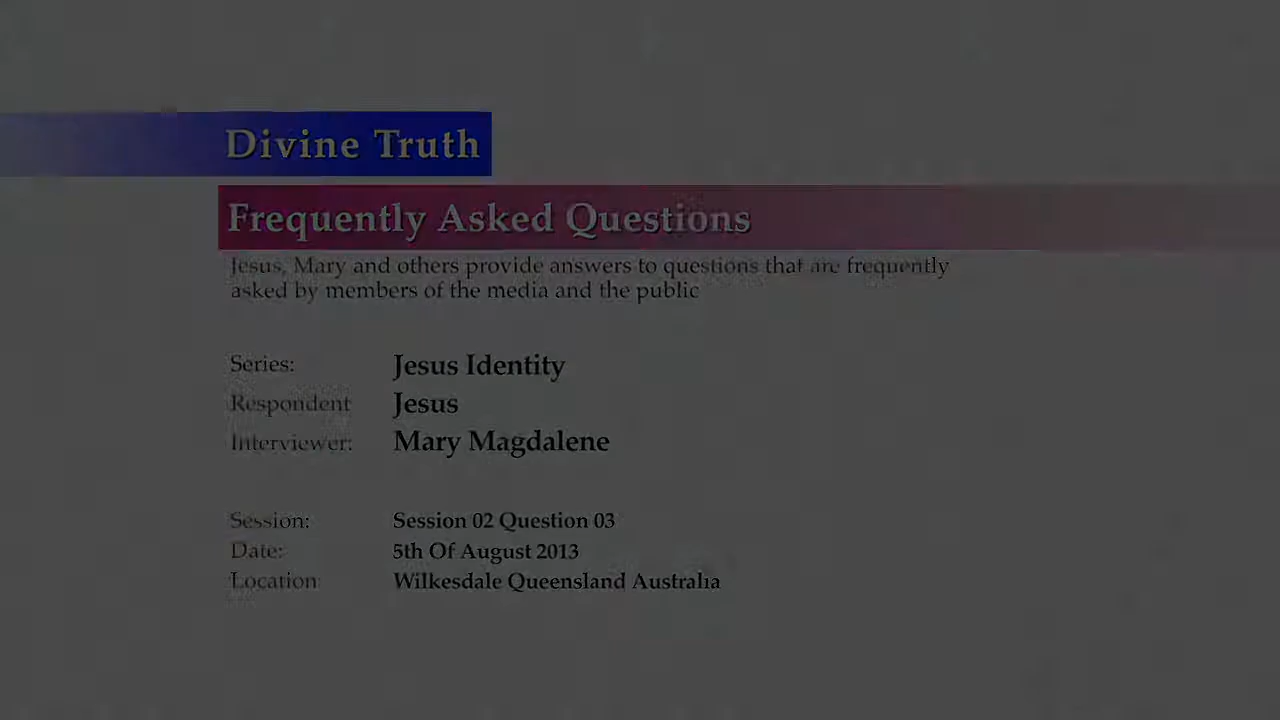 Divine Truth
Frequently Asked Questions
Jesus, Mary and others provide answers to questions that are frequently
asked by members of the media and the public
Series: Jesus Identity
Respondent Jesus
Interviewer: Mary Magdalene
Session: Session 02 Question 03
Date: 5th Of August 2013
Location Wilkesdale Queensland Australia